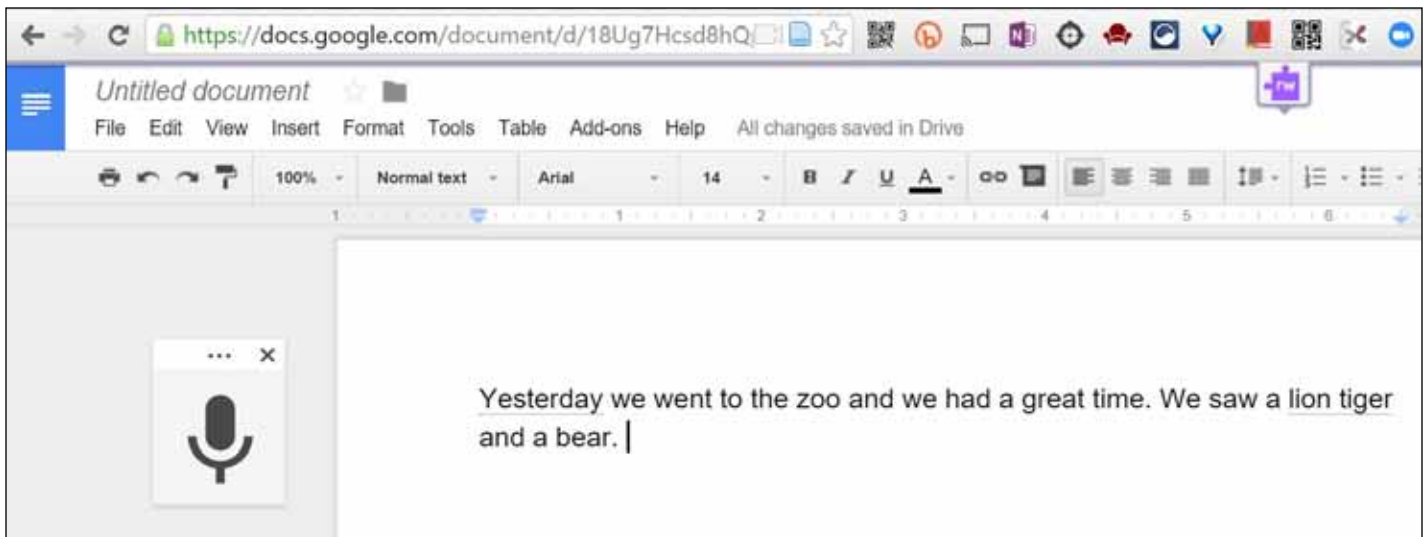 https://docs.google.com/document/d/18Ug7Hcsd8hQ
rw
Untitled document
File Edit View Insert Format Tools Table Add-ons Help All changes saved in Drive
100% Normal text Arial 14 B I U A
1 1 2 3 4 5 6
Yesterday we went to the zoo and we had a great time. We saw a lion tiger
and a bear.